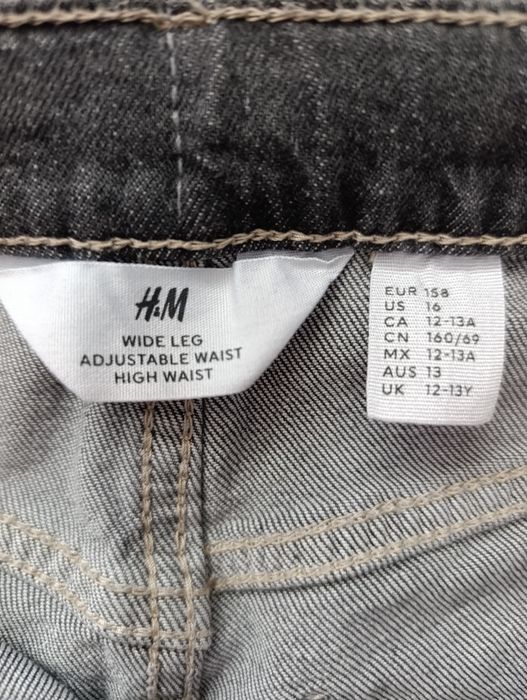 H&M
WIDE LEG
ADJUSTABLE WAIST
HIGH WAIST
EUR 158
US 16
CA 12-13A
CN 160/69
MX 12-13A
AUS 13
UK 12-13Y